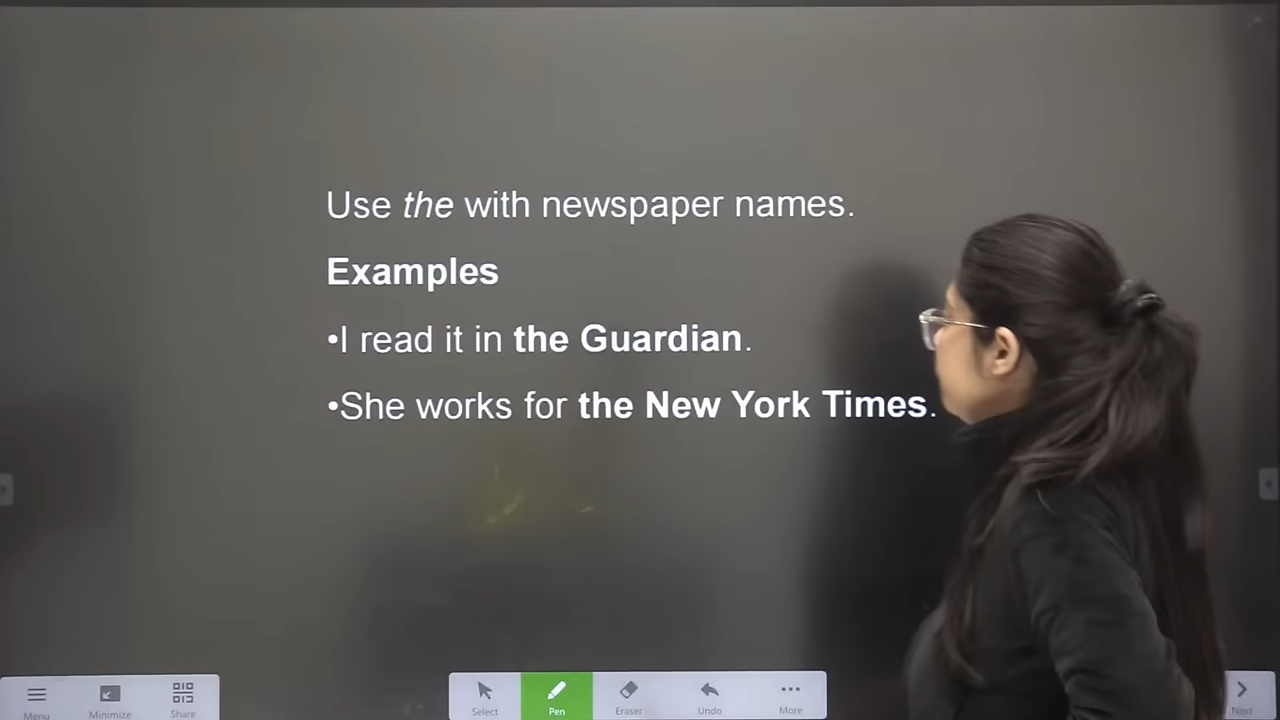 Use the with newspaper names.
Examples
•I read it in the Guardian.
•She works for the New York Times.
Menu
Minimize
Share
Select
Pen
Eraser
Undo
More
Next